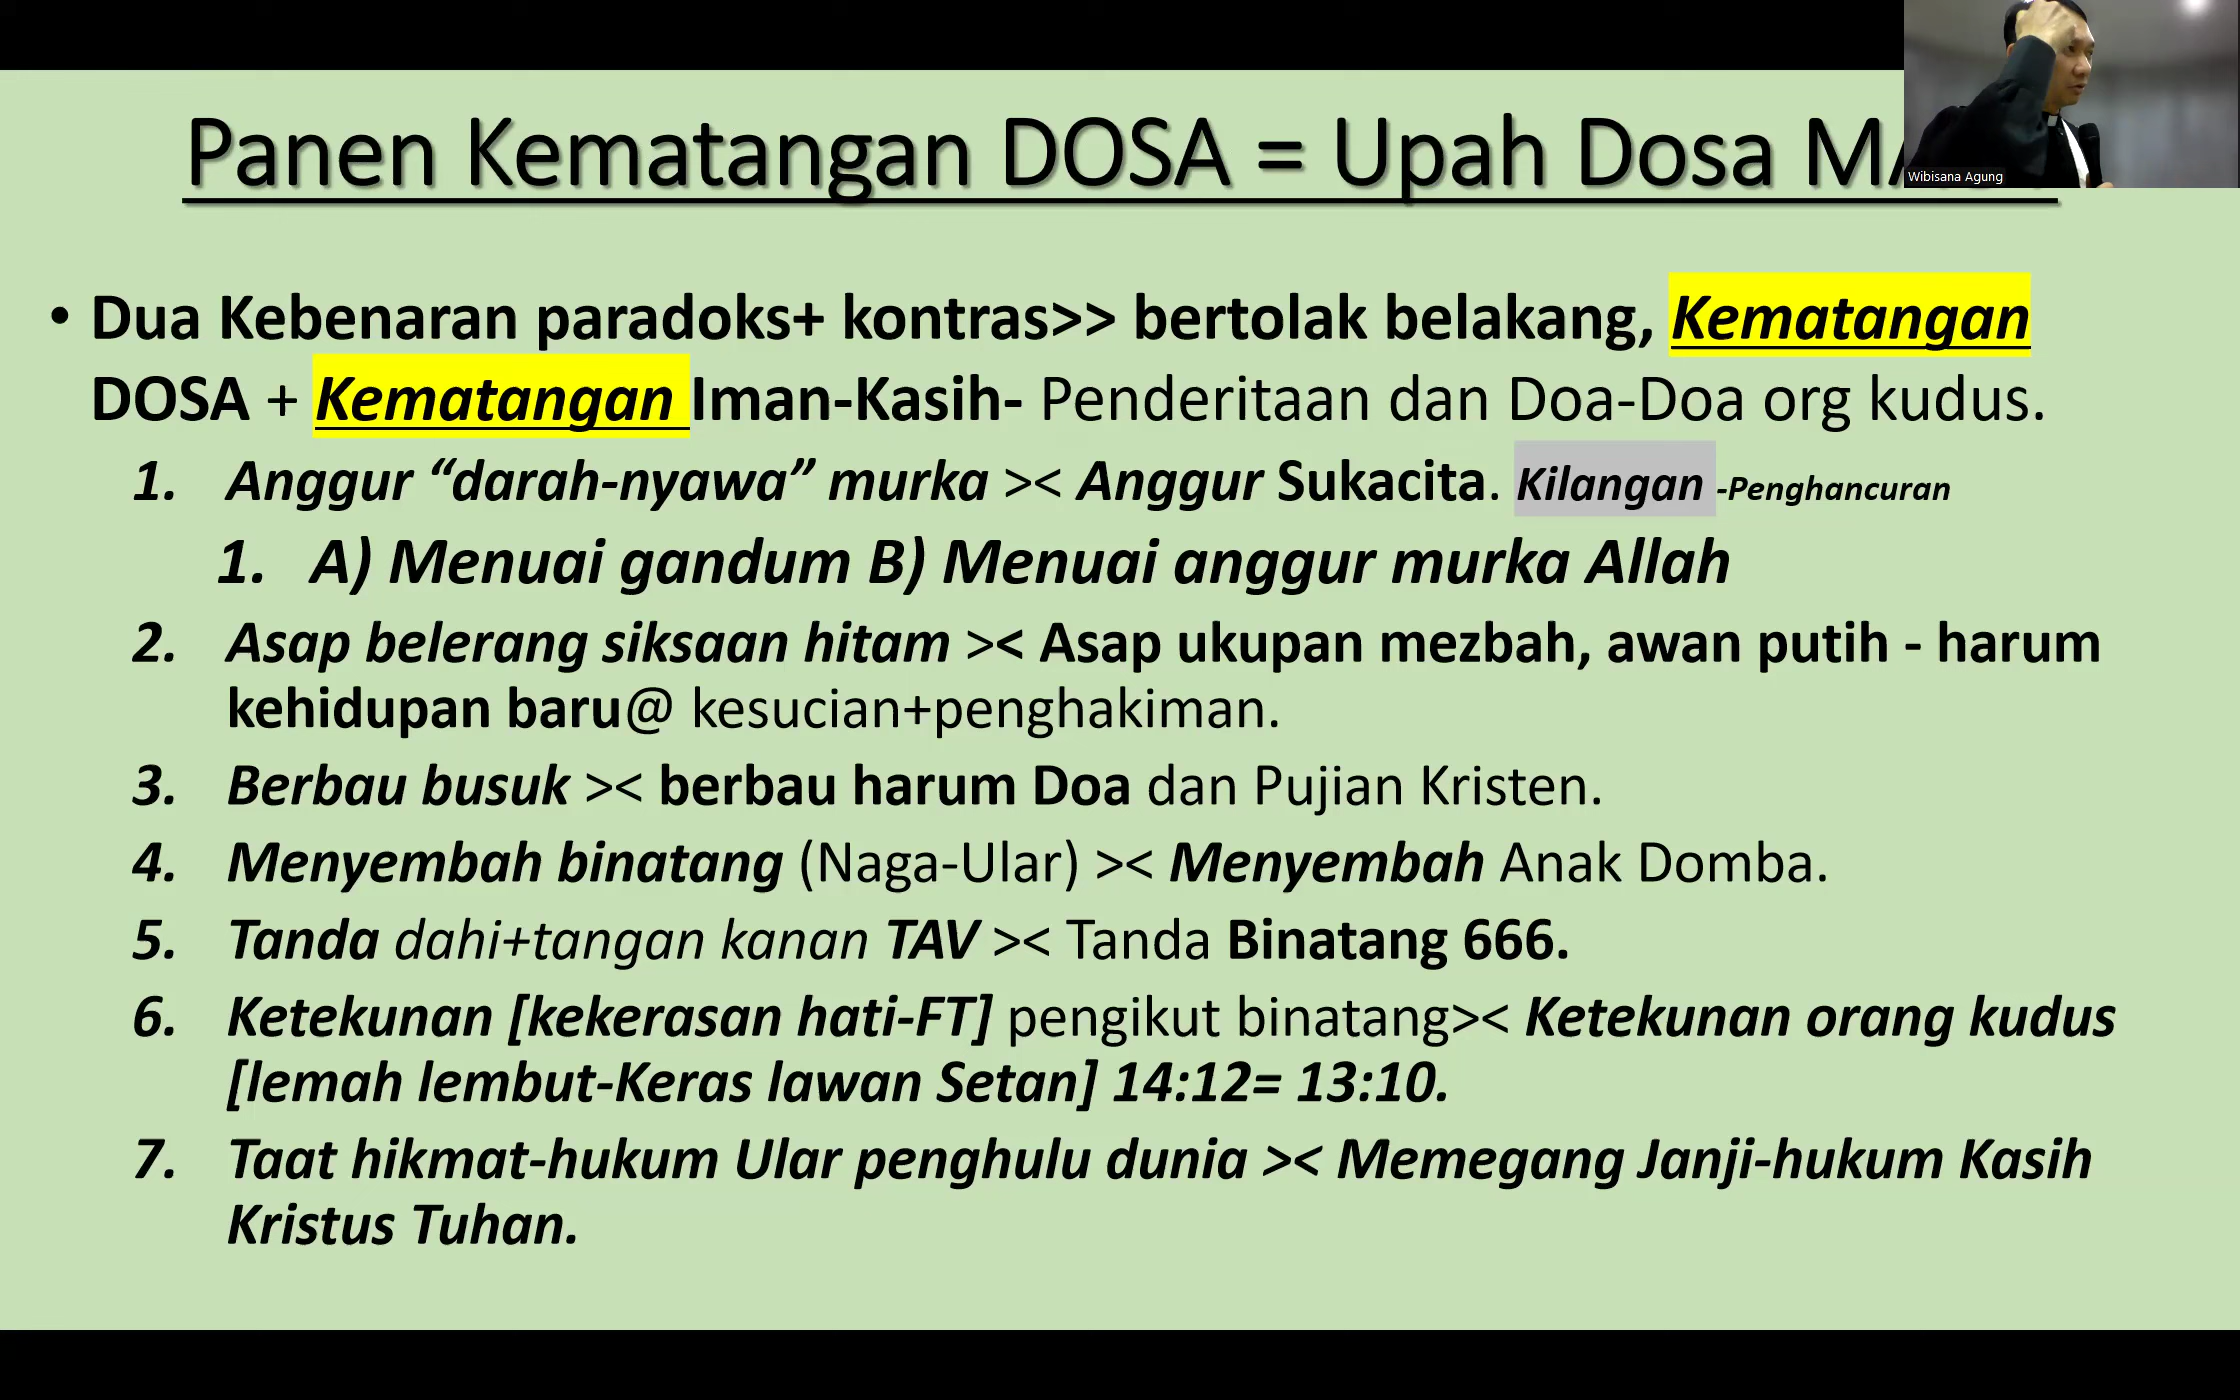 Panen Kematangan DOSA = Upah Dosa
Wibisana Agung
• Dua Kebenaran paradoks+ kontras>> bertolak belakang, Kematangan
DOSA + Kematangan Iman-Kasih- Penderitaan dan Doa-Doa org kudus.
1. Anggur “darah-nyawa” murka >< Anggur Sukacita. Kilangan -Penghancuran
1. A) Menuai gandum B) Menuai anggur murka Allah
2. Asap belerang siksaan hitam >< Asap ukupan mezbah, awan putih - harum
kehidupan baru@ kesucian+penghakiman.
3. Berbau busuk >< berbau harum Doa dan Pujian Kristen.
4. Menyembah binatang (Naga-Ular) >< Menyembah Anak Domba.
5. Tanda dahi+tangan kanan TAV >< Tanda Binatang 666.
6. Ketekunan [kekerasan hati-FT] pengikut binatang>< Ketekunan orang kudus
[lemah lembut-Keras lawan Setan] 14:12= 13:10.
7. Taat hikmat-hukum Ular penghulu dunia >< Memegang Janji-hukum Kasih
Kristus Tuhan.